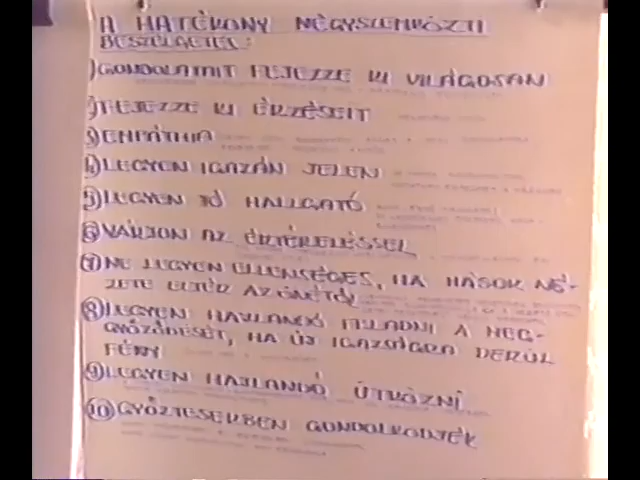 A HATÉKONY NÉGYSZEMKÖZTI
BESZÉLGETÉS:
1) GONDOLATAIT FEJEZZE KI VILÁGOSAN
2) FEJEZZE KI ÉRZÉSEIT
3) EMPÁTHIA
4) LEGYEN IGAZÁN JELEN
5) LEGYEN JÓ HALLGATÓ
6) VÁRJON AZ ÉRTÉKELÉSSEL
7) NE LEGYEN ELLENSÉGES, HA MÁSOK NÉ-
ZETE ELTÉR AZ ÖNÉTŐL
8) LEGYEN HAJLANDÓ FELADNI A MEG-
GYŐZŐDÉSÉT, HA ÚJ IGAZSÁGRA DERÜL
FÉNY
9) LEGYEN HAJLANDÓ ÜTKÖZNI
10) GYŐZTESEKBEN GONDOLKODJÉK